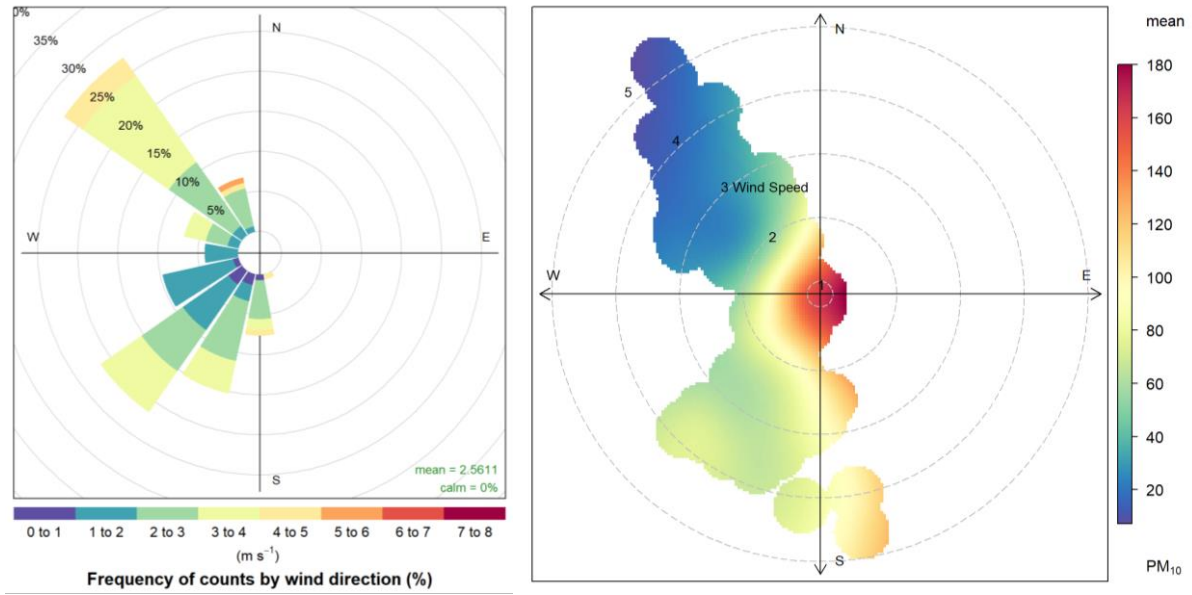 0%
35%
30%
25%
20%
15%
10%
5%
N
W
E
S
mean = 2.5611
calm = 0%
0 to 1 1 to 2 2 to 3 3 to 4 4 to 5 5 to 6 6 to 7 7 to 8
(m s⁻¹)
Frequency of counts by wind direction (%)
N
5
4
3 Wind Speed
2
1
W
E
S
mean
180
160
140
120
100
80
60
40
20
PM₁₀